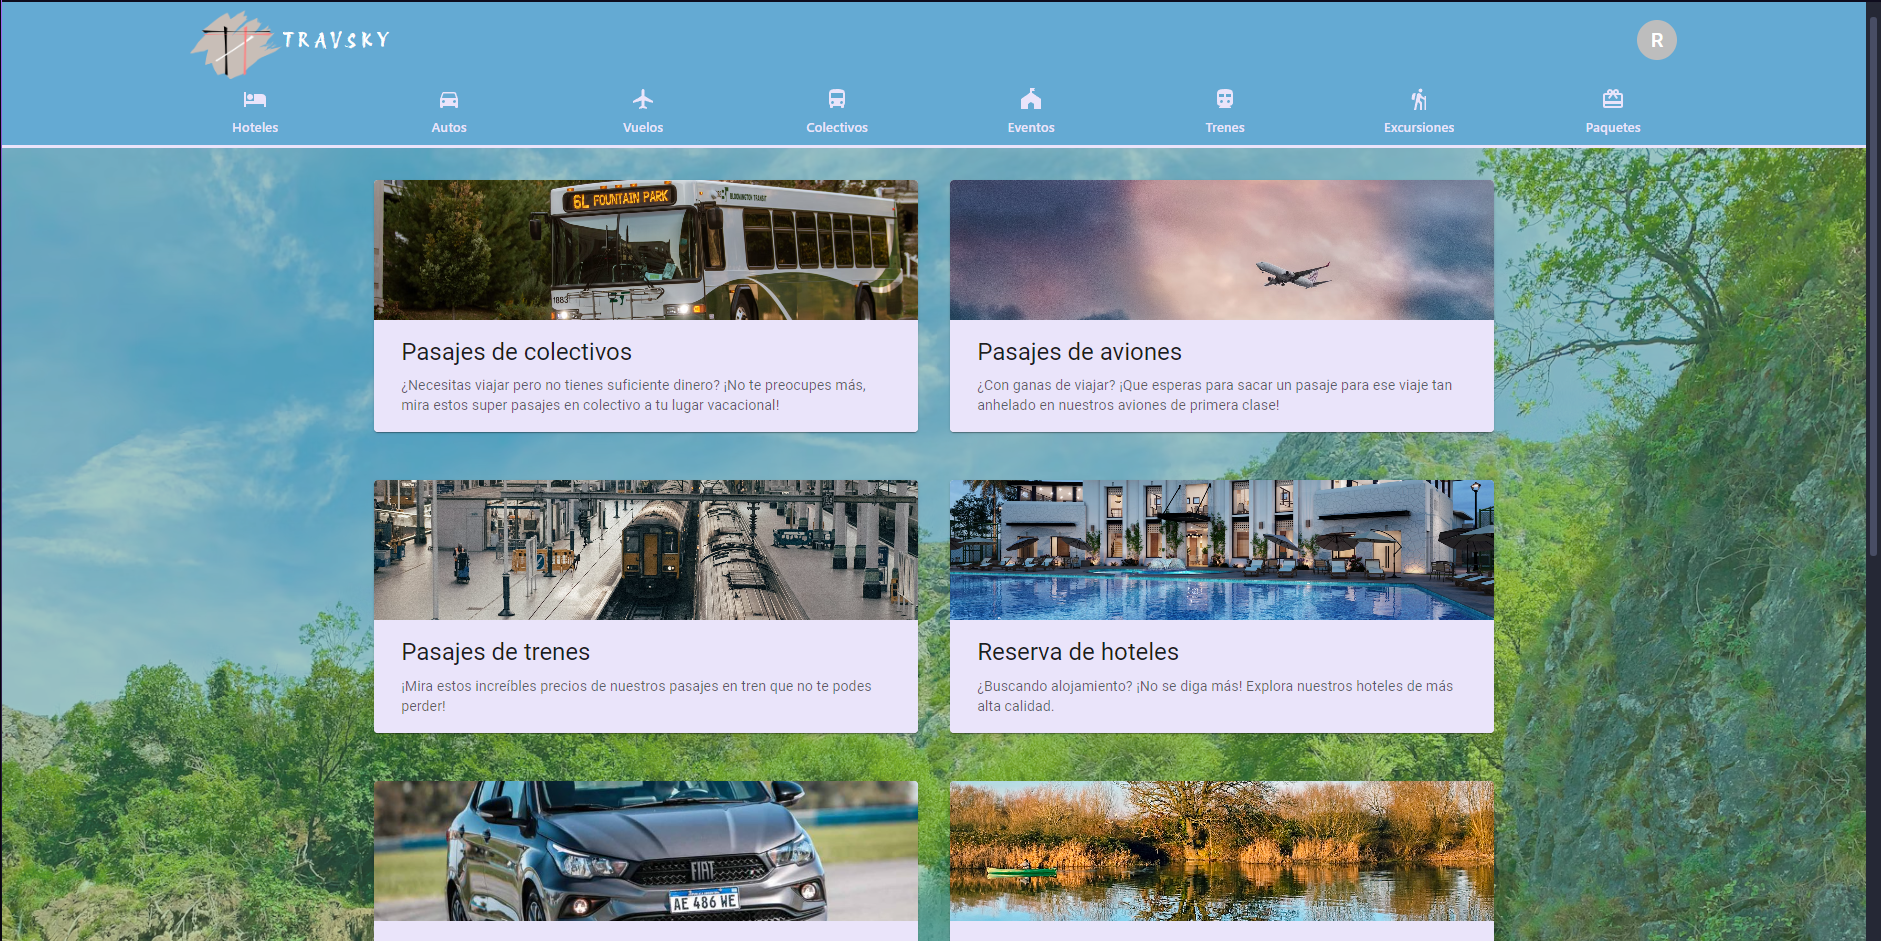 TRAVSKY
R
Hoteles
Autos
Vuelos
Colectivos
Eventos
Trenes
Excursiones
Paquetes
6L FOUNTAIN PARK
BLOOMINGTON TRANSIT
1883
Pasajes de colectivos
¿Necesitas viajar pero no tienes suficiente dinero? ¡No te preocupes más,
mira estos super pasajes en colectivo a tu lugar vacacional!
Pasajes de aviones
¿Con ganas de viajar? ¡Que esperas para sacar un pasaje para ese viaje tan
anhelado en nuestros aviones de primera clase!
Pasajes de trenes
¡Mira estos increíbles precios de nuestros pasajes en tren que no te podes
perder!
Reserva de hoteles
¿Buscando alojamiento? ¡No se diga más! Explora nuestros hoteles de más
alta calidad.
FIAT
AE 486 WE